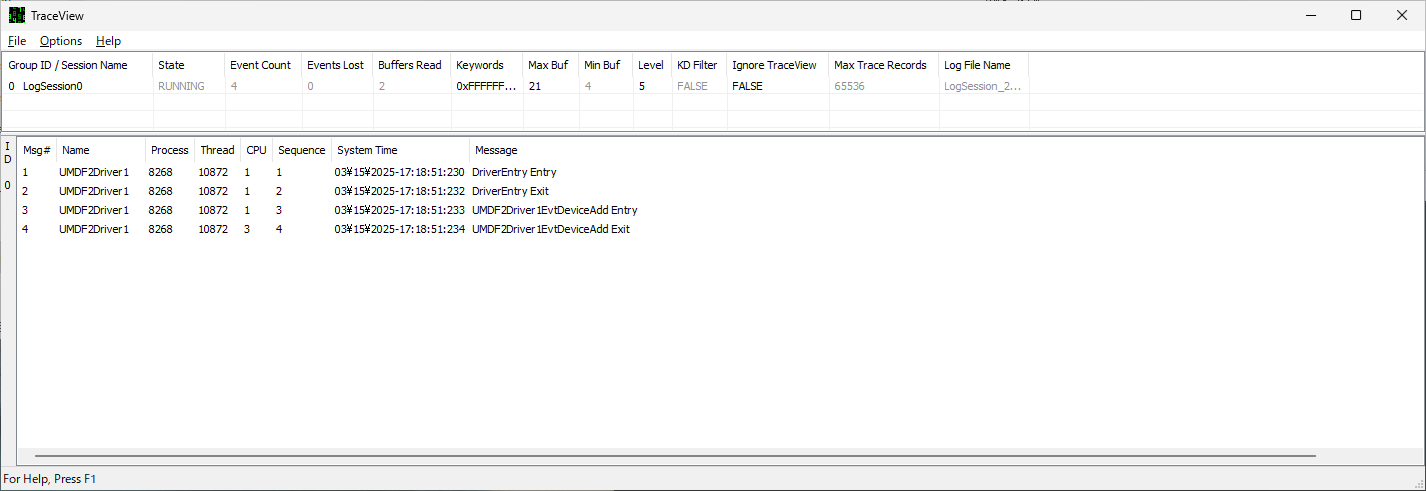 TraceView
File Options Help
Group ID / Session Name State Event Count Events Lost Buffers Read Keywords Max Buf Min Buf Level KD Filter Ignore TraceView Max Trace Records Log File Name
0 LogSession0 RUNNING 4 0 2 0xFFFFFF... 21 4 5 FALSE FALSE 65536 LogSession_2...
ID Msg# Name Process Thread CPU Sequence System Time Message
0 1 UMDF2Driver1 8268 10872 1 1 03¥15¥2025-17:18:51:230 DriverEntry Entry
2 UMDF2Driver1 8268 10872 1 2 03¥15¥2025-17:18:51:232 DriverEntry Exit
3 UMDF2Driver1 8268 10872 1 3 03¥15¥2025-17:18:51:233 UMDF2Driver1EvtDeviceAdd Entry
4 UMDF2Driver1 8268 10872 3 4 03¥15¥2025-17:18:51:234 UMDF2Driver1EvtDeviceAdd Exit
For Help, Press F1